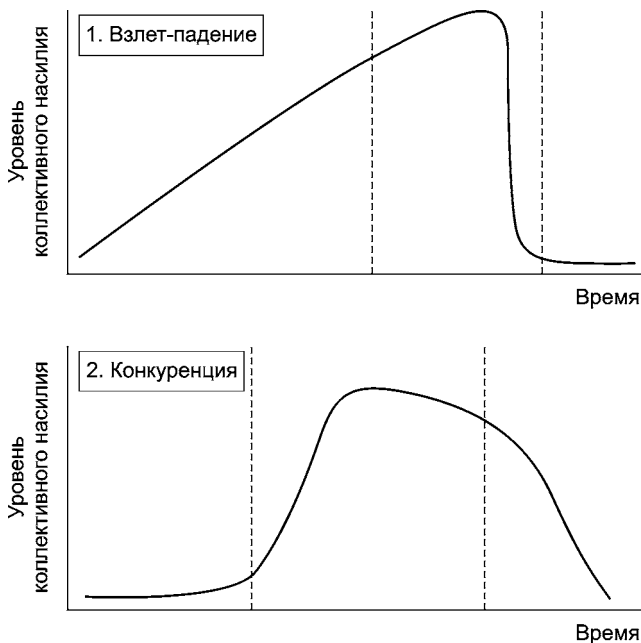 1. Взлет-падение
Уровень
коллективного насилия
Время
2. Конкуренция
Уровень
коллективного насилия
Время